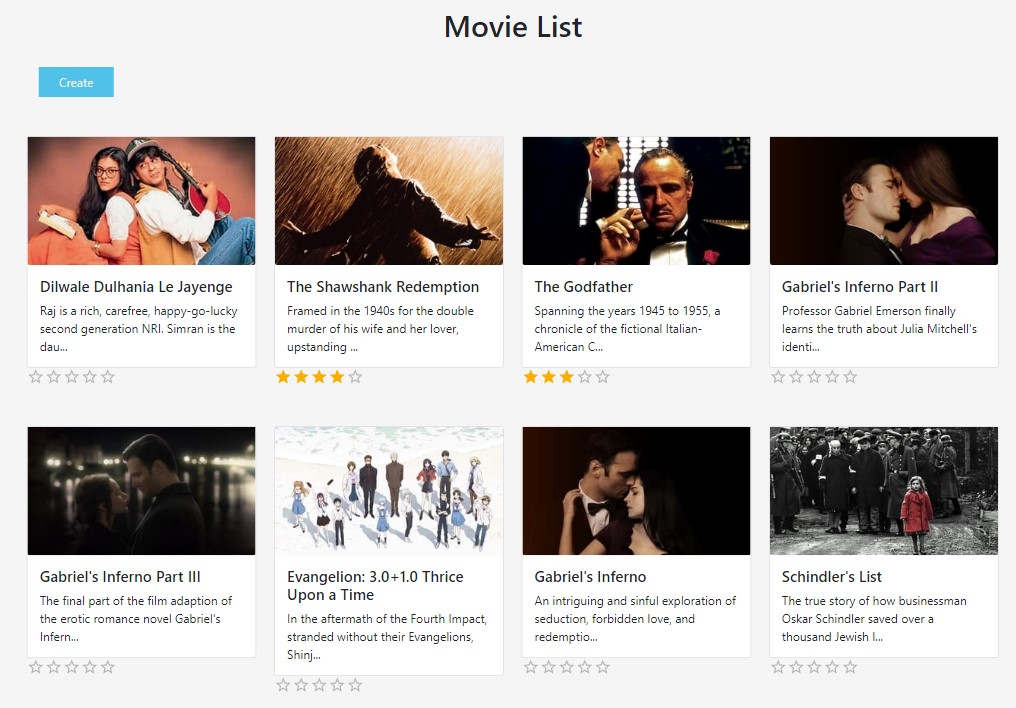 Movie List
Create
Dilwale Dulhania Le Jayenge
Raj is a rich, carefree, happy-go-lucky
second generation NRI. Simran is the
dau...
The Shawshank Redemption
Framed in the 1940s for the double
murder of his wife and her lover,
upstanding ...
The Godfather
Spanning the years 1945 to 1955, a
chronicle of the fictional Italian-
American C...
Gabriel's Inferno Part II
Professor Gabriel Emerson finally
learns the truth about Julia Mitchell's
identi...
Gabriel's Inferno Part III
The final part of the film adaption of
the erotic romance novel Gabriel's
Infern...
Evangelion: 3.0+1.0 Thrice
Upon a Time
In the aftermath of the Fourth Impact,
stranded without their Evangelions,
Shinj...
Gabriel's Inferno
An intriguing and sinful exploration of
seduction, forbidden love, and
redemptio...
Schindler's List
The true story of how businessman
Oskar Schindler saved over a
thousand Jewish l...